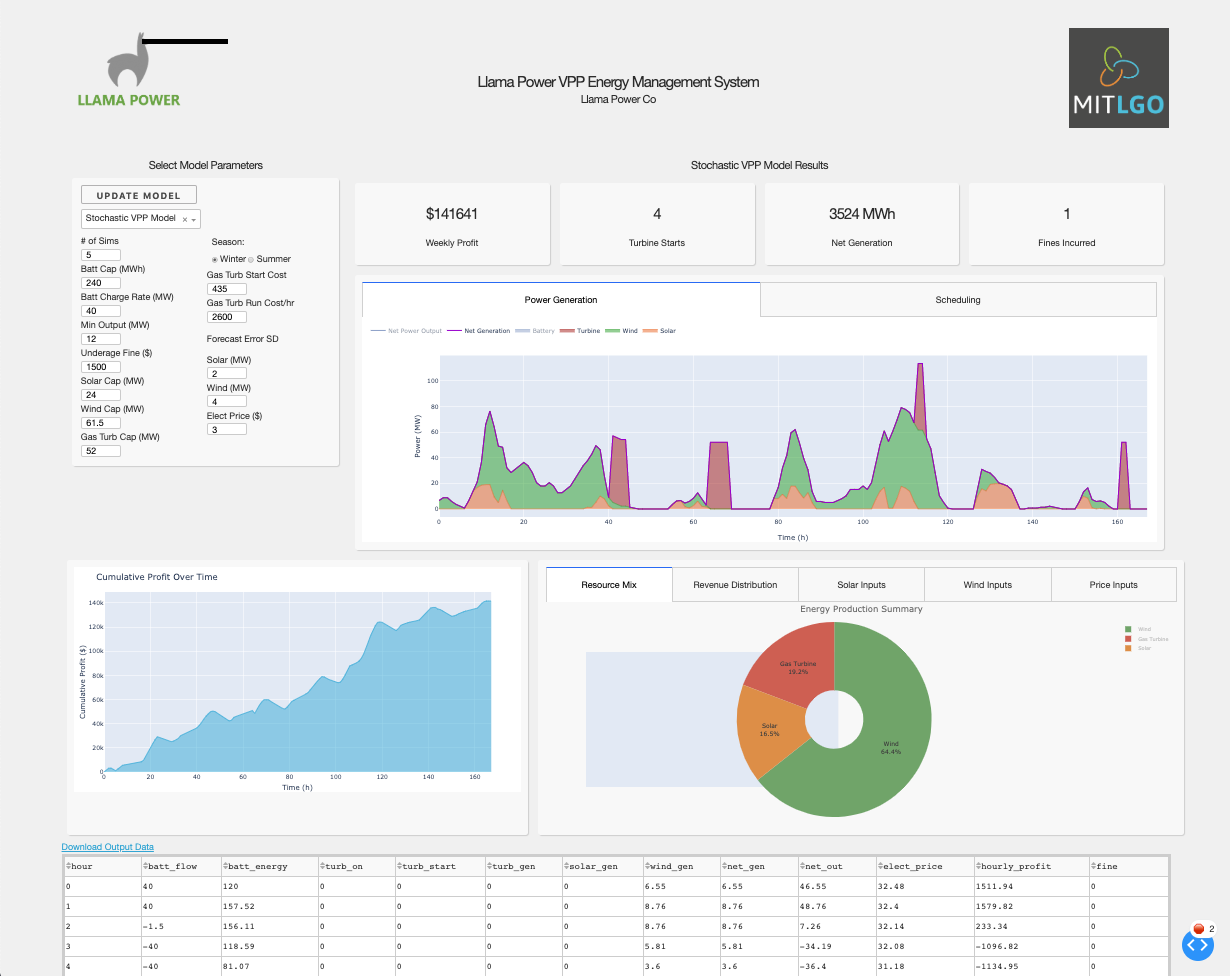 LLAMA POWER
Llama Power VPP Energy Management System
Llama Power Co
MITLGO
Select Model Parameters
UPDATE MODEL
Stochastic VPP Model
# of Sims
5
Batt Cap (MWh)
240
Batt Charge Rate (MW)
40
Min Output (MW)
12
Underage Fine ($)
1500
Solar Cap (MW)
24
Wind Cap (MW)
61.5
Gas Turb Cap (MW)
52
Season:
Winter Summer
Gas Turb Start Cost
435
Gas Turb Run Cost/hr
2600
Forecast Error SD
Solar (MW)
2
Wind (MW)
4
Elect Price ($)
3
Stochastic VPP Model Results
$141641
Weekly Profit
4
Turbine Starts
3524 MWh
Net Generation
1
Fines Incurred
Power Generation Scheduling
Net Power Output Net Generation Battery Turbine Wind Solar
Power (MW)
100
80
60
40
20
0
0 20 40 60 80 100 120 140 160
Time (h)
Cumulative Profit Over Time
Cumulative Profit ($)
140k
120k
100k
80k
60k
40k
20k
0
0 20 40 60 80 100 120 140 160
Time (h)
Resource Mix Revenue Distribution Solar Inputs Wind Inputs Price Inputs
Energy Production Summary
Gas Turbine
19.2%
Solar
16.5%
Wind
64.4%
Wind
Gas Turbine
Solar
Download Output Data
hour batt_flow batt_energy turb_on turb_start turb_gen solar_gen wind_gen net_gen net_out elect_price hourly_profit fine
0 40 120 0 0 0 0 6.55 6.55 46.55 32.48 1511.94 0
1 40 157.52 0 0 0 0 8.76 8.76 48.76 32.4 1579.82 0
2 −1.5 156.11 0 0 0 0 8.76 8.76 7.26 32.14 233.34 0
3 −40 118.59 0 0 0 0 5.81 5.81 −34.19 32.08 −1096.82 0
4 −40 81.07 0 0 0 0 3.6 3.6 −36.4 31.18 −1134.95 0
2